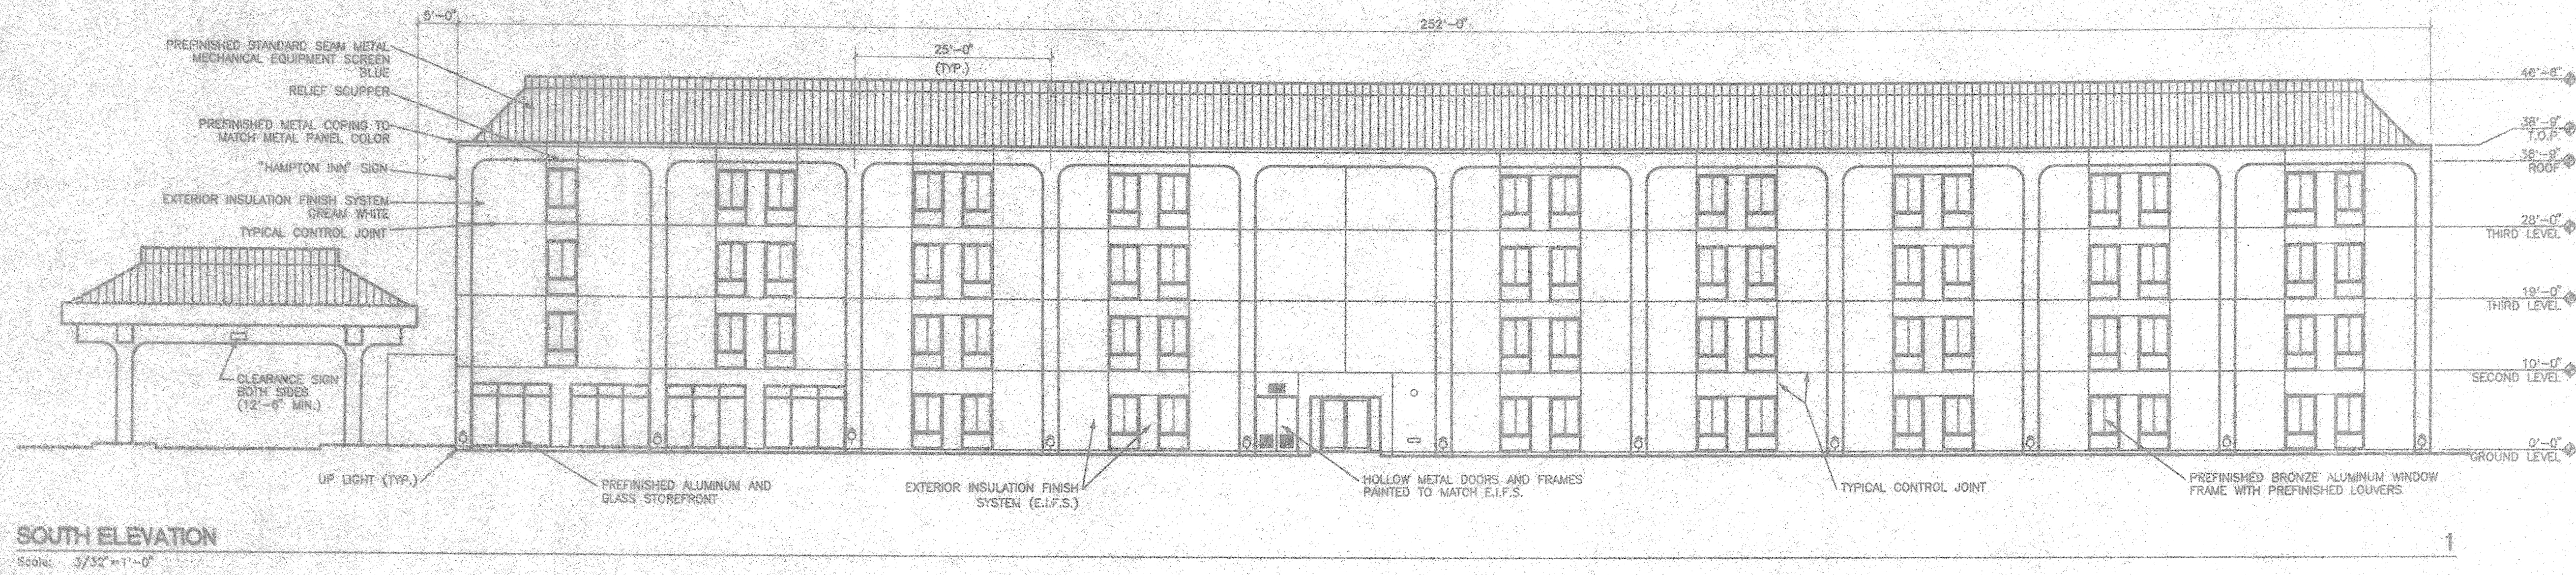 5'-0"
252'-0"
25'-0"
(TYP.)
PREFINISHED STANDARD SEAM METAL
MECHANICAL EQUIPMENT SCREEN
BLUE
RELIEF SCUPPER
PREFINISHED METAL COPING TO
MATCH METAL PANEL COLOR
"HAMPTON INN" SIGN
EXTERIOR INSULATION FINISH SYSTEM
CREAM WHITE
TYPICAL CONTROL JOINT
46'-6"
38'-9"
T.O.P.
36'-9"
ROOF
28'-0"
THIRD LEVEL
19'-0"
THIRD LEVEL
10'-0"
SECOND LEVEL
0'-0"
GROUND LEVEL
CLEARANCE SIGN
BOTH SIDES
(12'-6" MIN.)
UP LIGHT (TYP.)
PREFINISHED ALUMINUM AND
GLASS STOREFRONT
EXTERIOR INSULATION FINISH
SYSTEM (E.I.F.S.)
HOLLOW METAL DOORS AND FRAMES
PAINTED TO MATCH E.I.F.S.
TYPICAL CONTROL JOINT
PREFINISHED BRONZE ALUMINUM WINDOW
FRAME WITH PREFINISHED LOUVERS
SOUTH ELEVATION
1
Scale: 3/32"=1'-0"